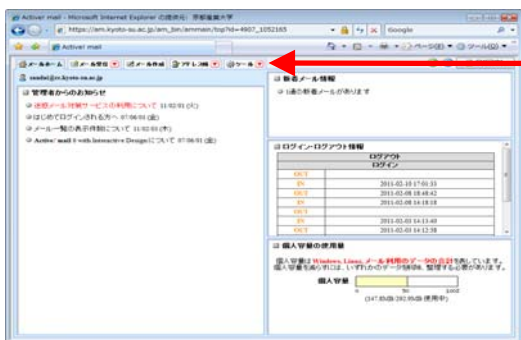 Active! mail - Microsoft Internet Explorer の提供元: 京都産業大学
https://am.kyoto-su.ac.jp/am_bin/ammain/top?id=4907_1052165
Google
Active! mail
ページ(P) ツール(O)
メールホーム メール受信 メール作成 アドレス帳 ツール
sendai@cc.kyoto-su.ac.jp
管理者からのお知らせ
迷惑メール対策サービスの利用について 11/02/01 (火)
はじめてログインされる方へ 07/06/01 (金)
メール一覧の表示件数について 11/02/03 (木)
Active! mail 6 with Interactive Designについて 07/06/01 (金)
新着メール情報
1通の新着メールがあります
ログイン・ログアウト情報
ログアウト
ログイン
OUT
IN 2011-02-10 17:01:33
IN 2011-02-08 18:48:42
IN 2011-02-08 14:18:18
OUT
IN 2011-02-03 14:13:40
OUT 2011-02-03 14:12:38
個人容量の使用量
個人容量は Windows, Linux, メール利用のデータの合計を表しています。
個人容量を減らすには、いずれかのデータを削除、整理する必要があります。
個人容量
0 50 100%